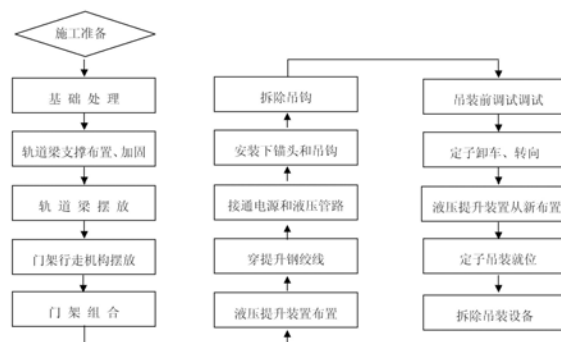 施工准备
基础处理
轨道梁支撑布置、加固
轨道梁摆放
门架行走机构摆放
门架组合
液压提升装置布置
穿提升钢绞线
接通电源和液压管路
安装下锚头和吊钩
拆除吊钩
吊装前调试调试
定子卸车、转向
液压提升装置从新布置
定子吊装就位
拆除吊装设备